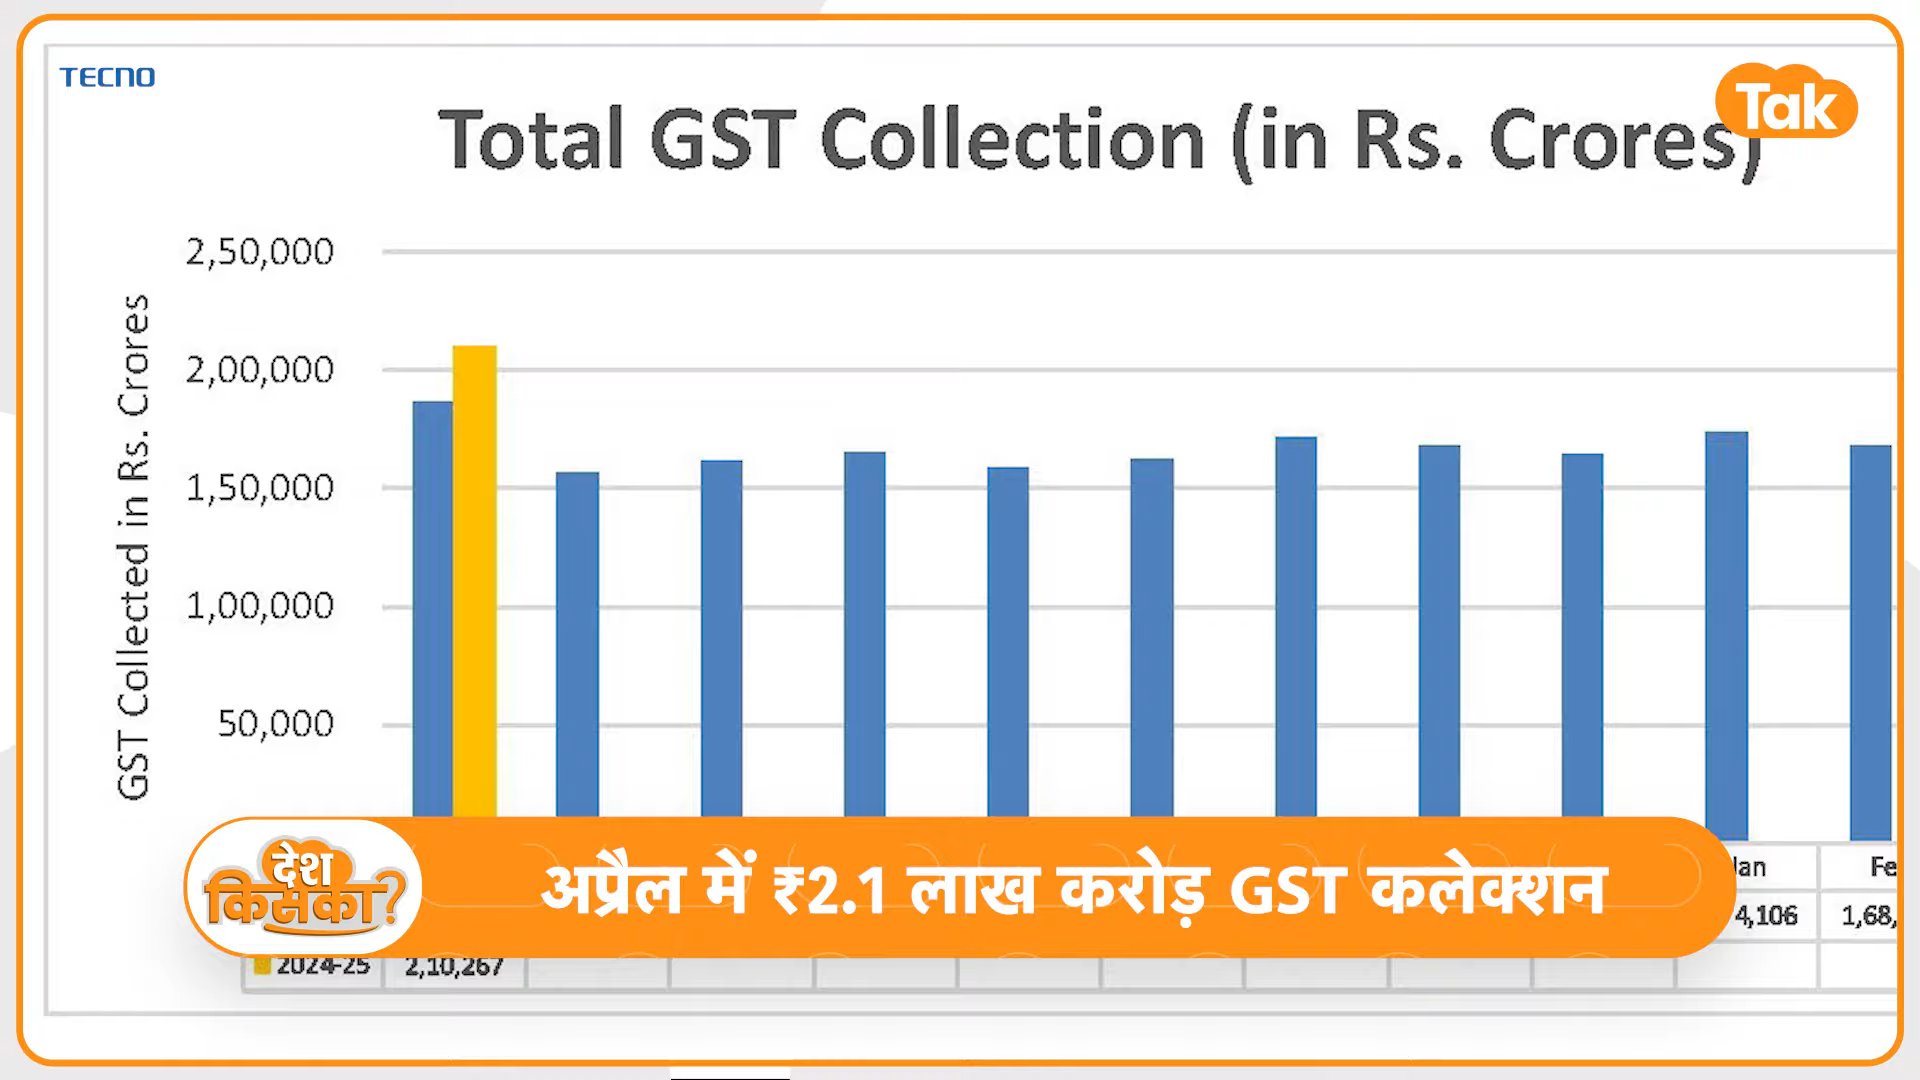 TECNO
Tak
Total GST Collection (in Rs. Crores)
GST Collected in Rs. Crores
2,50,000
2,00,000
1,50,000
1,00,000
50,000
देश
किसका?
अप्रैल में ₹2.1 लाख करोड़ GST कलेक्शन
Jan
Fe
4,106
1,68,
2024-25
2,10,267